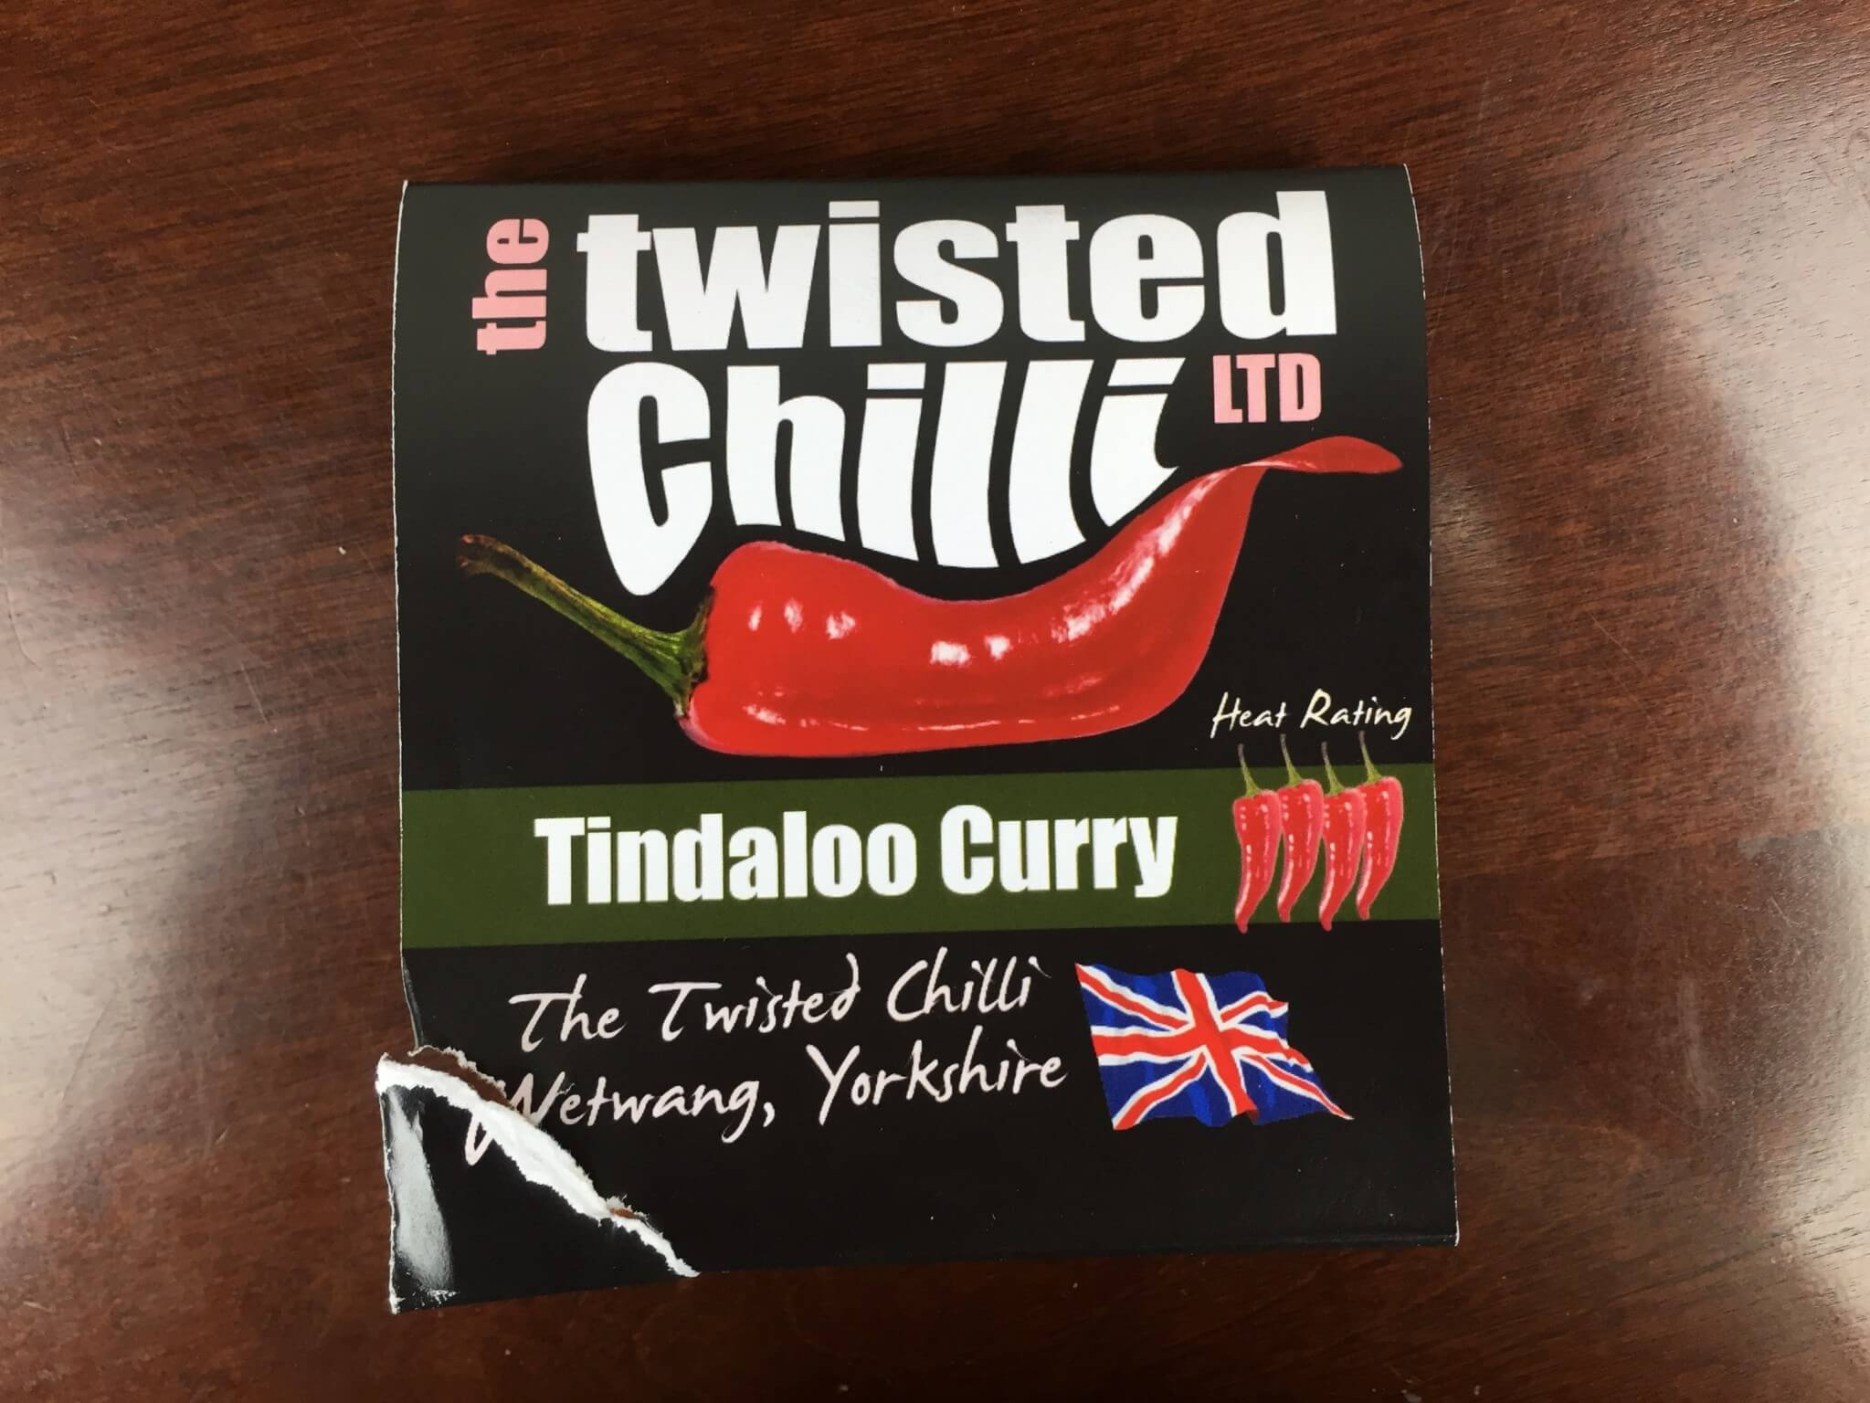 the twisted
Chilli LTD
Heat Rating
Tindaloo Curry
The Twisted Chilli
Wetwang, Yorkshire